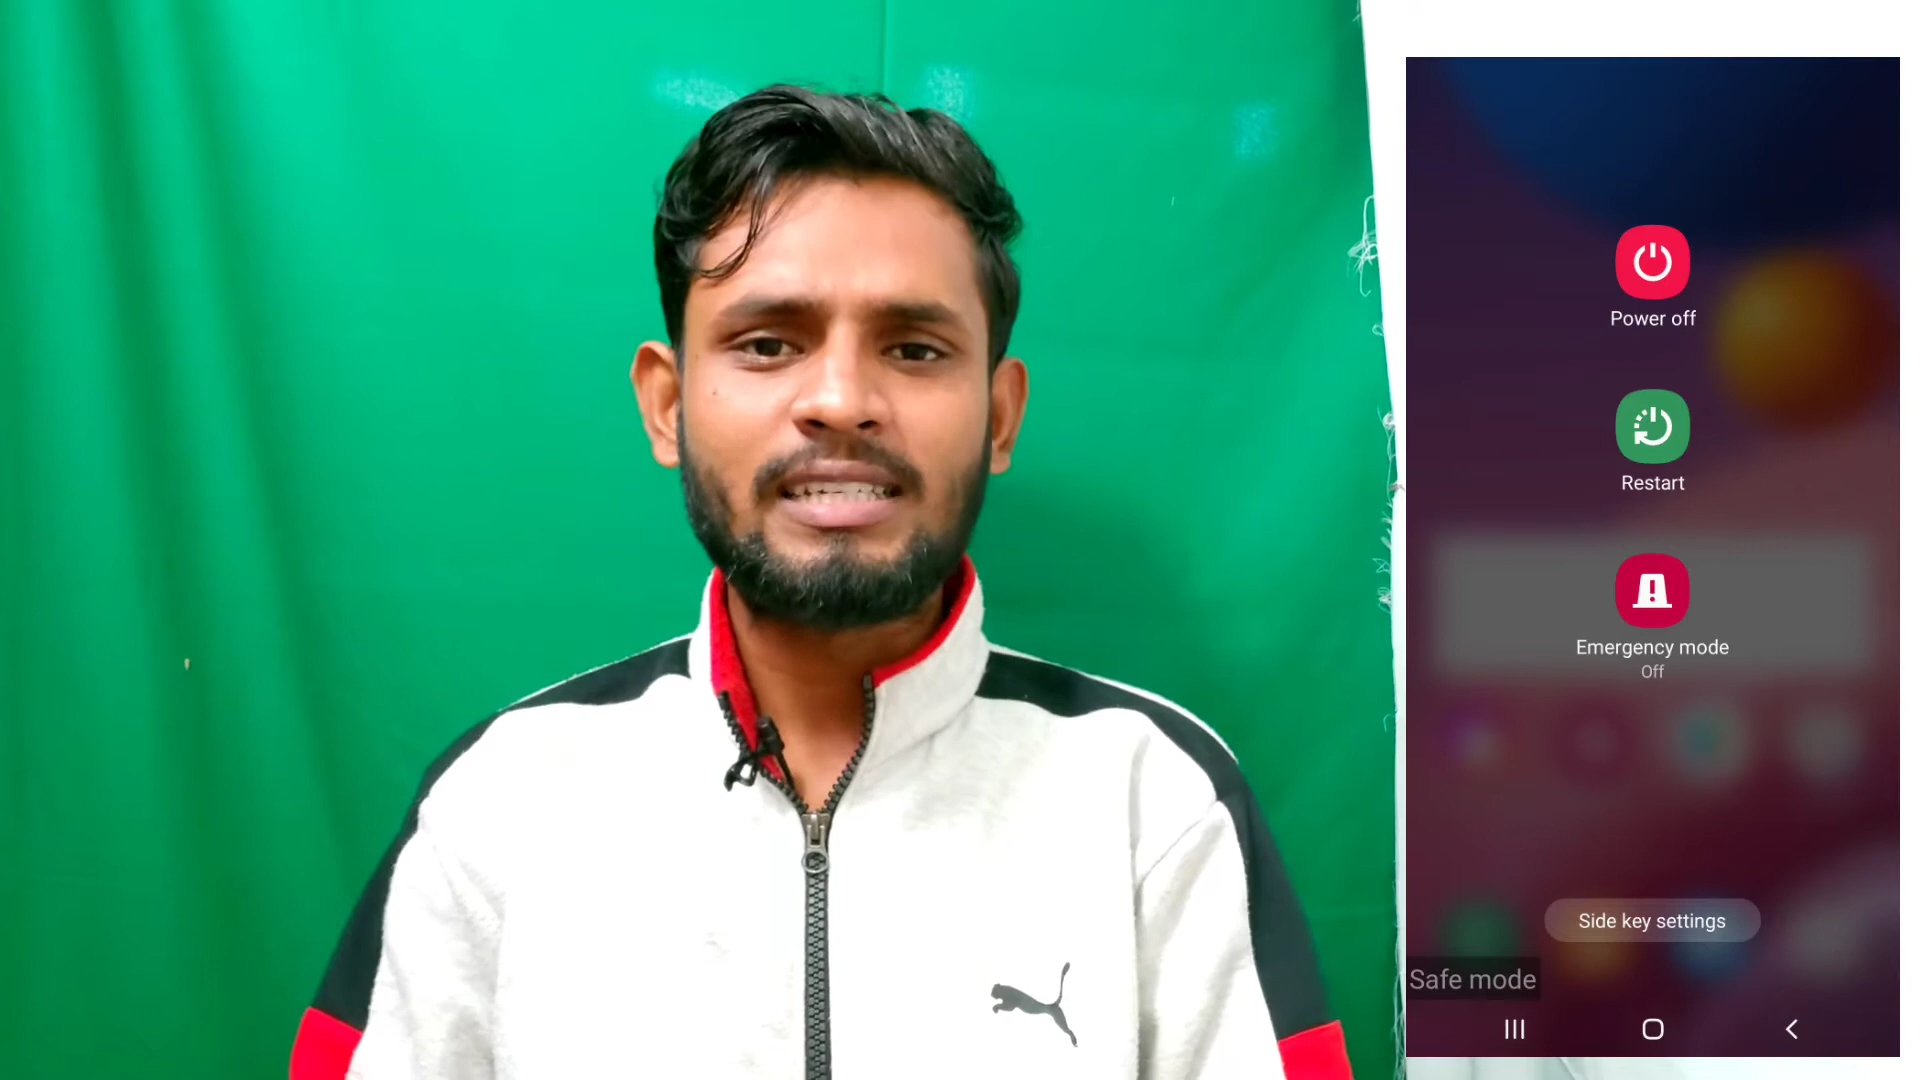 Power off
Restart
Emergency mode
Off
Side key settings
Safe mode